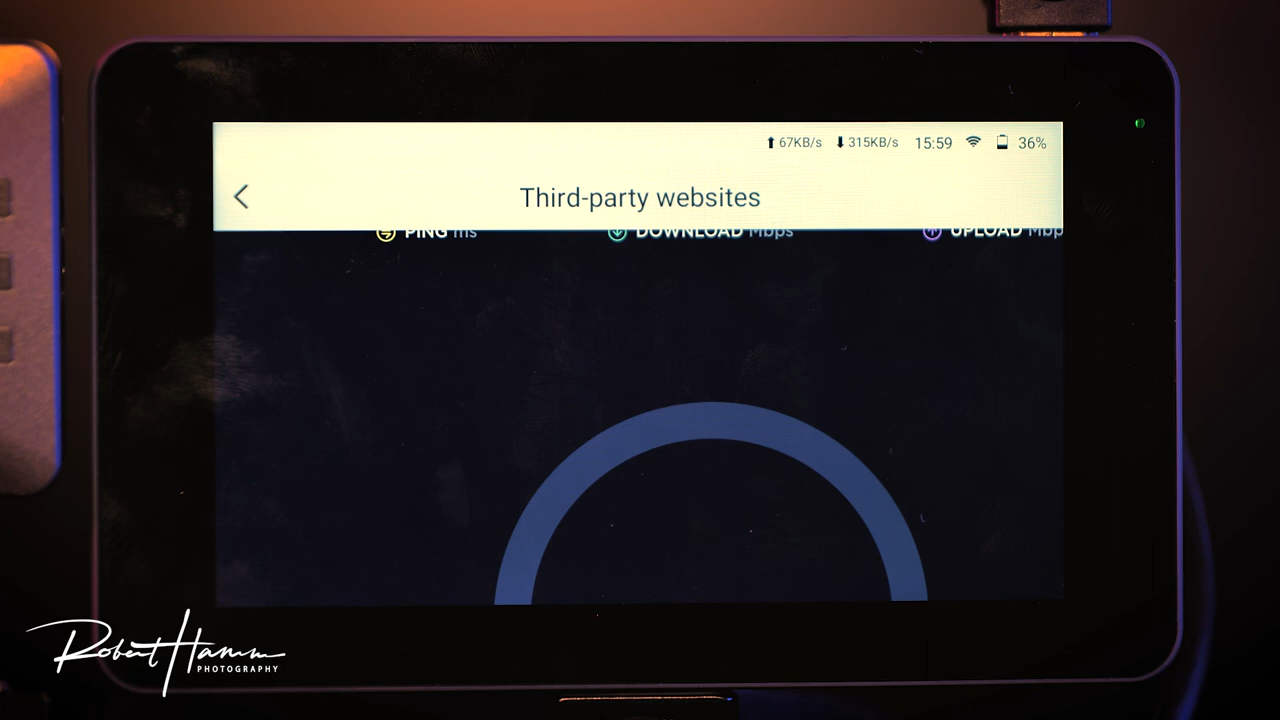 67KB/s 315KB/s 15:59 36%
Third-party websites
PING ms DOWNLOAD Mbps UPLOAD Mbp
Robert Hamm
PHOTOGRAPHY